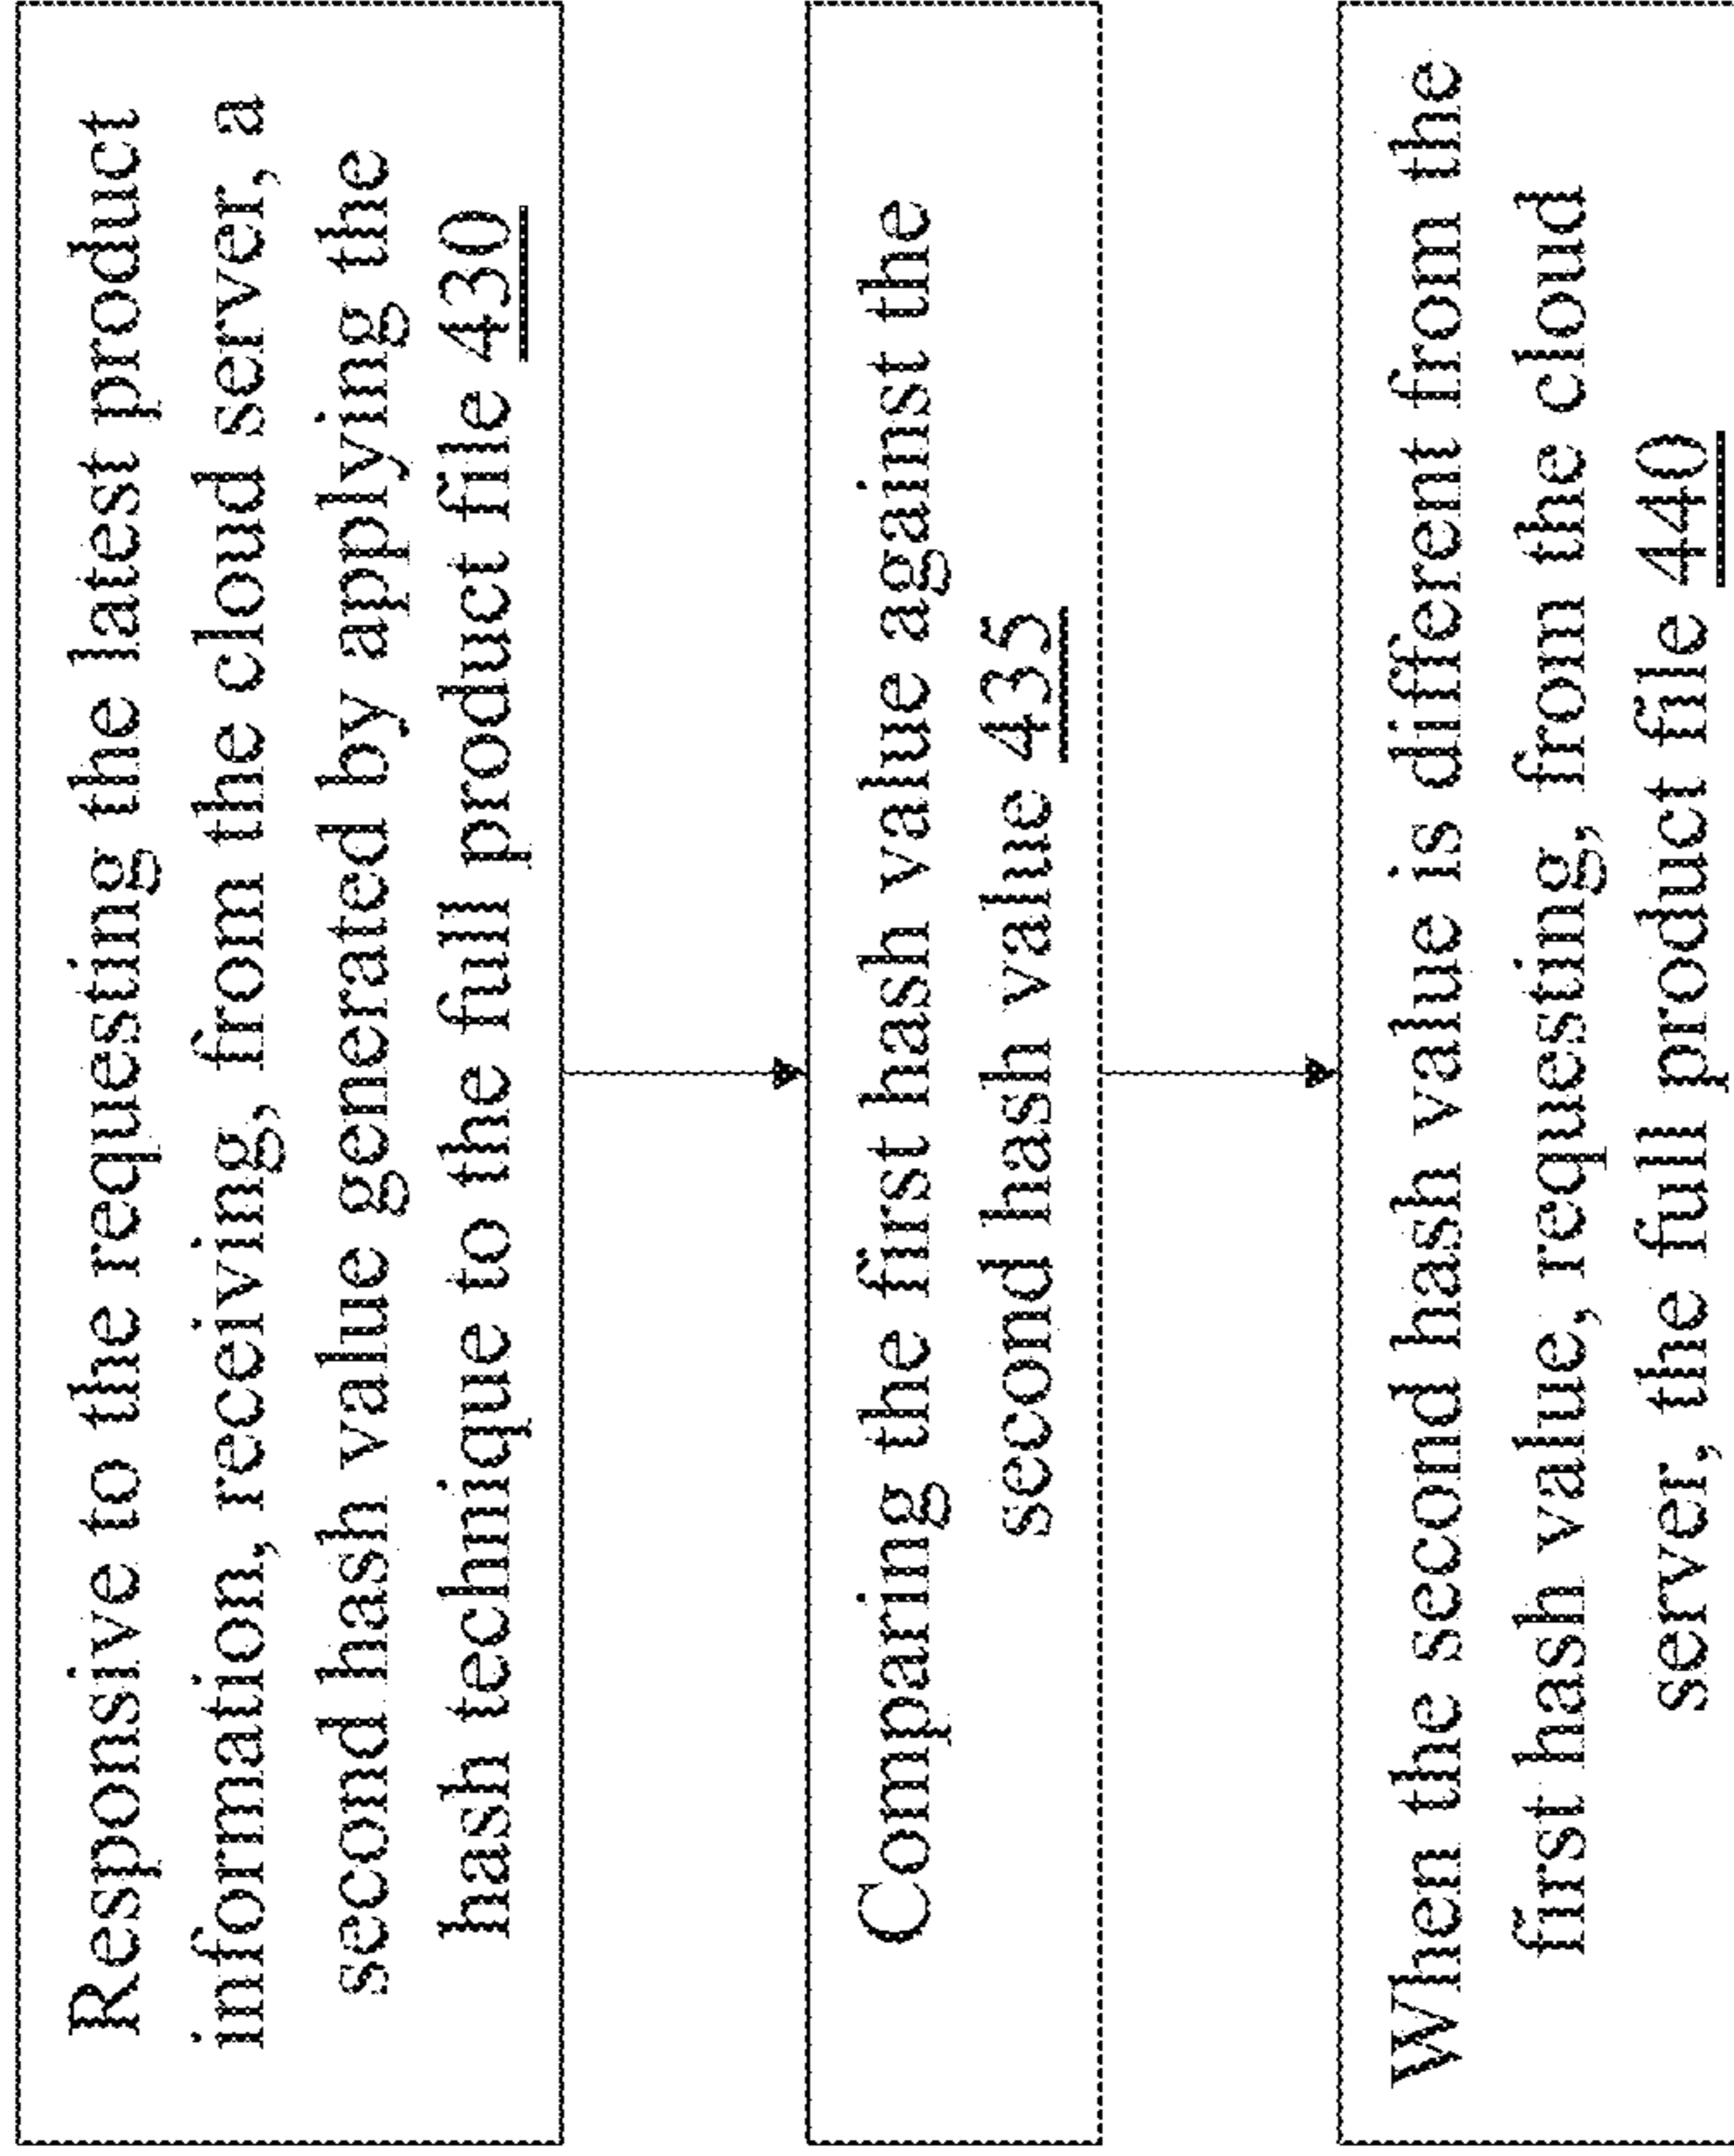 Responsive to the requesting the latest product
information, receiving, from the cloud server, a
second hash value generated by applying the
hash technique to the full product file 430
Comparing the first hash value against the
second hash value 435
When the second hash value is different from the
first hash value, requesting, from the cloud
server, the full product file 440